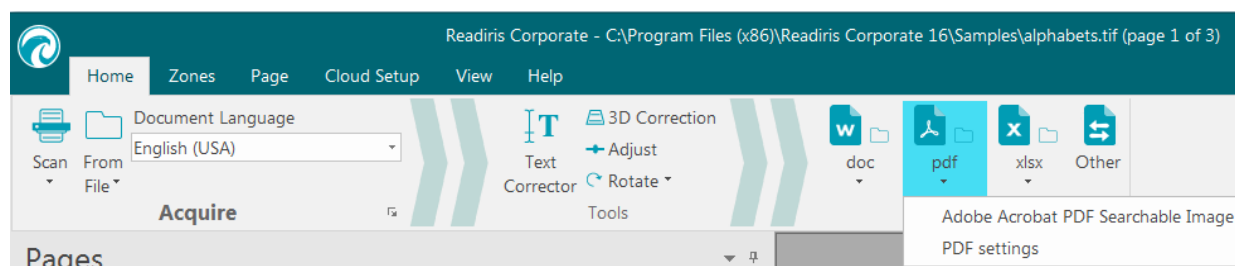 Readiris Corporate - C:\Program Files (x86)\Readiris Corporate 16\Samples\alphabets.tif (page 1 of 3)
Home Zones Page Cloud Setup View Help
Document Language
English (USA)
Scan
From File
Acquire
Text Corrector
3D Correction
Adjust
Rotate
Tools
w
doc
pdf
x
xlsx
Other
Adobe Acrobat PDF Searchable Image
PDF settings
Pages